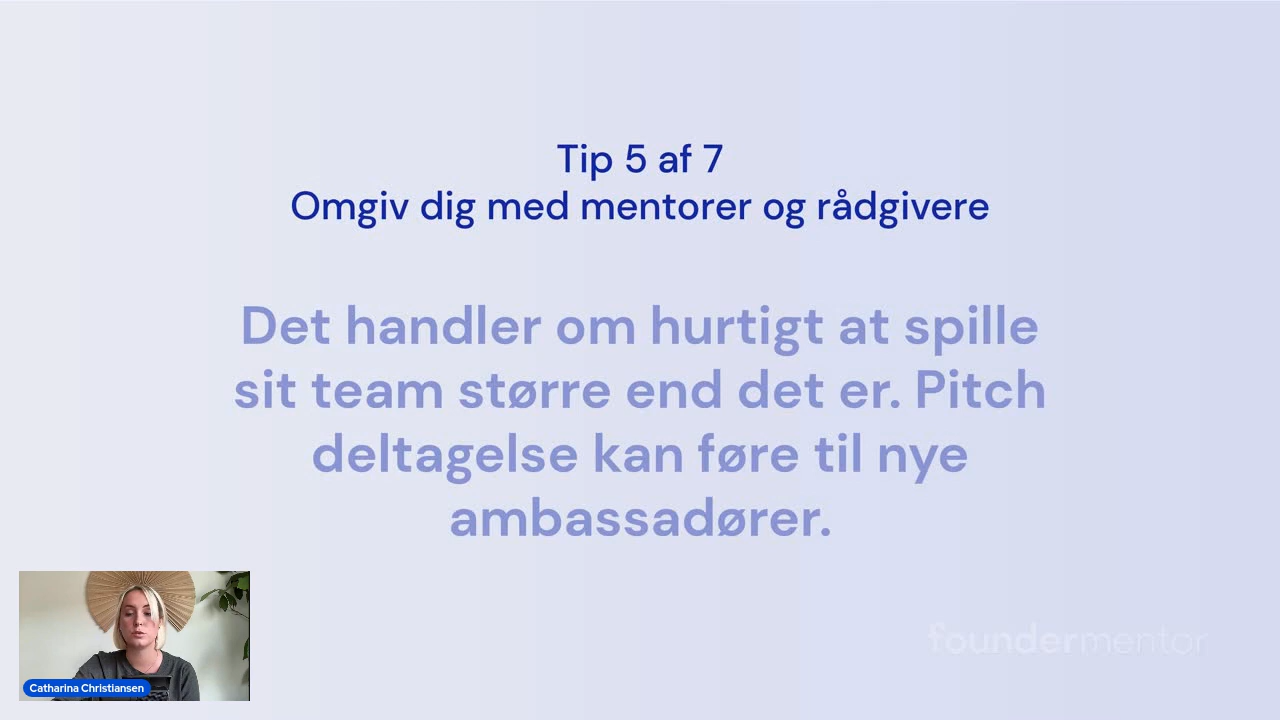 Tip 5 af 7
Omgiv dig med mentorer og rådgivere
Det handler om hurtigt at spille
sit team større end det er. Pitch
deltagelse kan føre til nye
ambassadører.
Catharina Christiansen
foundermentor